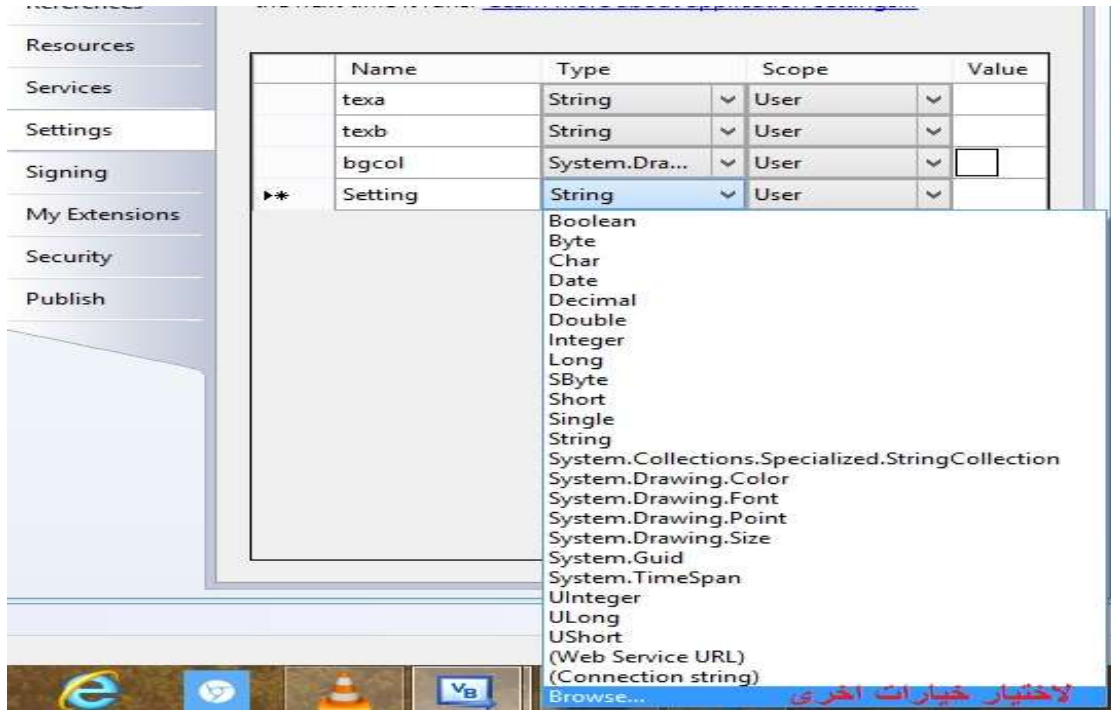 Resources
Services
Settings
Signing
My Extensions
Security
Publish
Name Type Scope Value
texa String User
texb String User
bgcol System.Dra... User
Setting String User
Boolean
Byte
Char
Date
Decimal
Double
Integer
Long
SByte
Short
Single
String
System.Collections.Specialized.StringCollection
System.Drawing.Color
System.Drawing.Font
System.Drawing.Point
System.Drawing.Size
System.Guid
System.TimeSpan
UInteger
ULong
UShort
(Web Service URL)
(Connection string)
Browse... لاختيار خيارات اخرى
VB